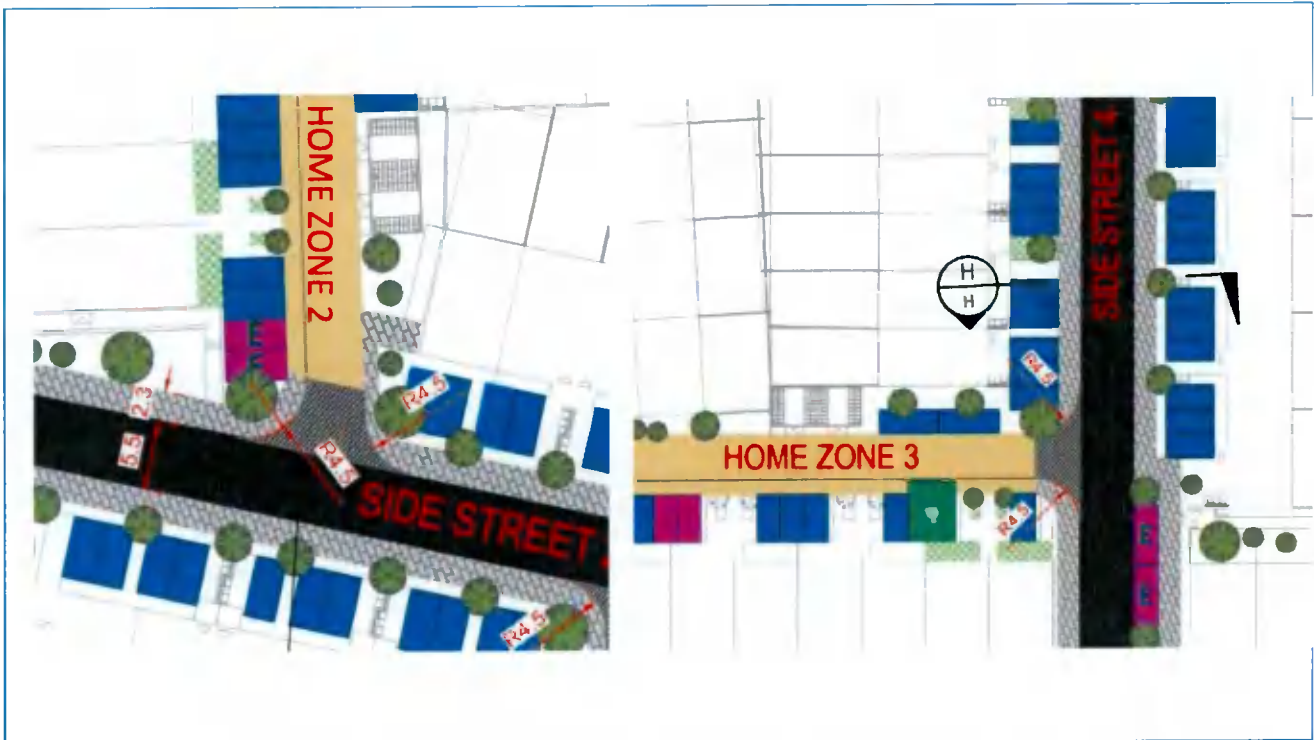 HOME ZONE 2
R4.5
2.3
5.5
R4.5
H
SIDE STREET
R4.5
SIDE STREET 4
H
H
R4.5
HOME ZONE 3
R4.5